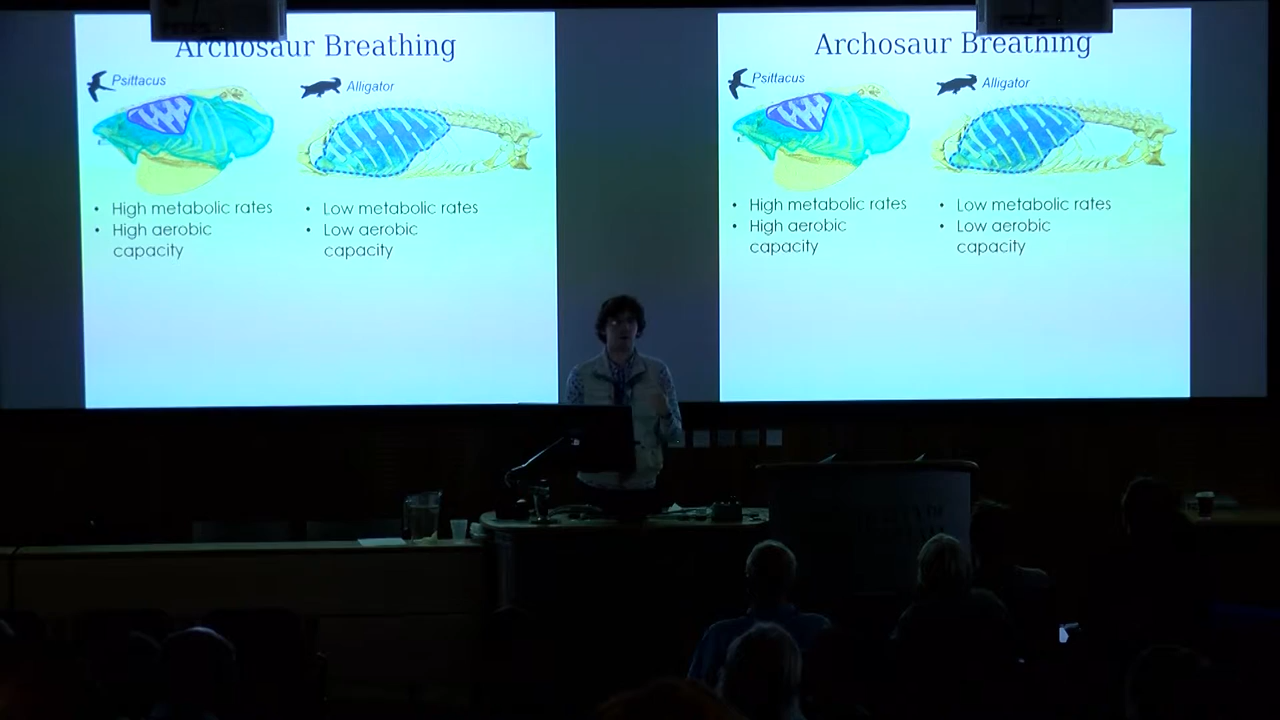 Archosaur Breathing
Psittacus
Alligator
• High metabolic rates
• High aerobic
capacity
• Low metabolic rates
• Low aerobic
capacity
Archosaur Breathing
Psittacus
Alligator
• High metabolic rates
• High aerobic
capacity
• Low metabolic rates
• Low aerobic
capacity